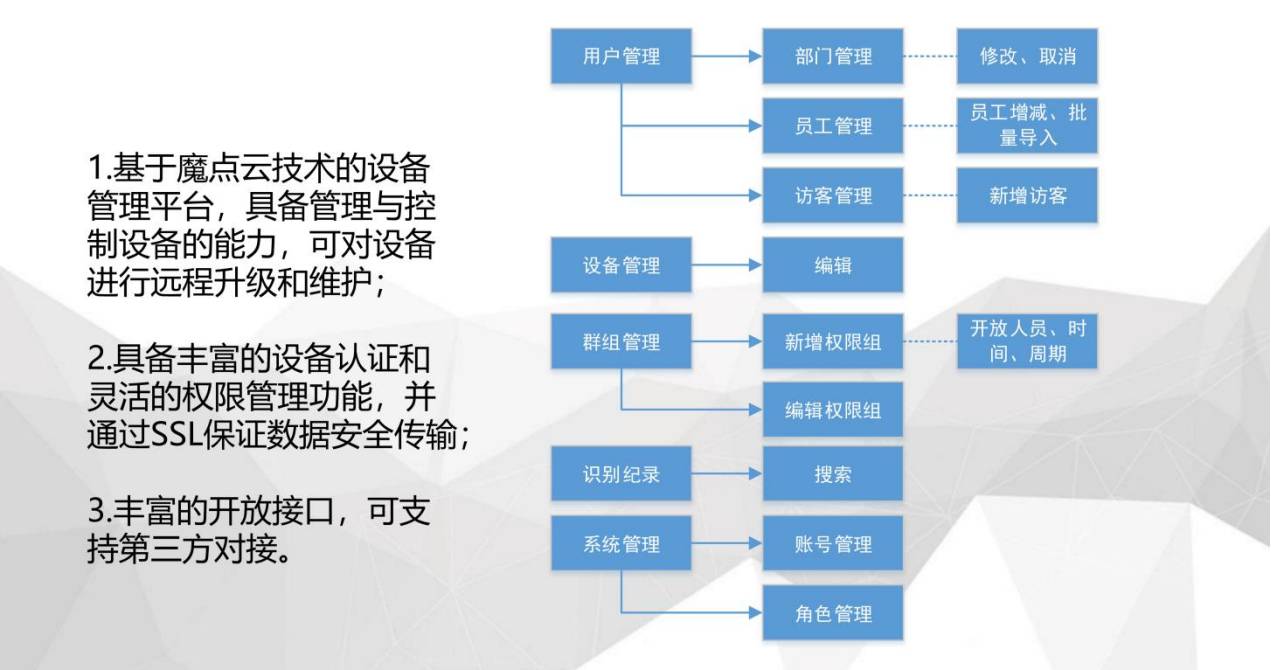 1.基于魔点云技术的设备
管理平台，具备管理与控
制设备的能力，可对设备
进行远程升级和维护；
2.具备丰富的设备认证和
灵活的权限管理功能，并
通过SSL保证数据安全传输；
3.丰富的开放接口，可支
持第三方对接。
用户管理
部门管理
修改、取消
员工管理
员工增减、批
量导入
访客管理
新增访客
设备管理
编辑
群组管理
新增权限组
开放人员、时
间、周期
编辑权限组
识别纪录
搜索
系统管理
账号管理
角色管理